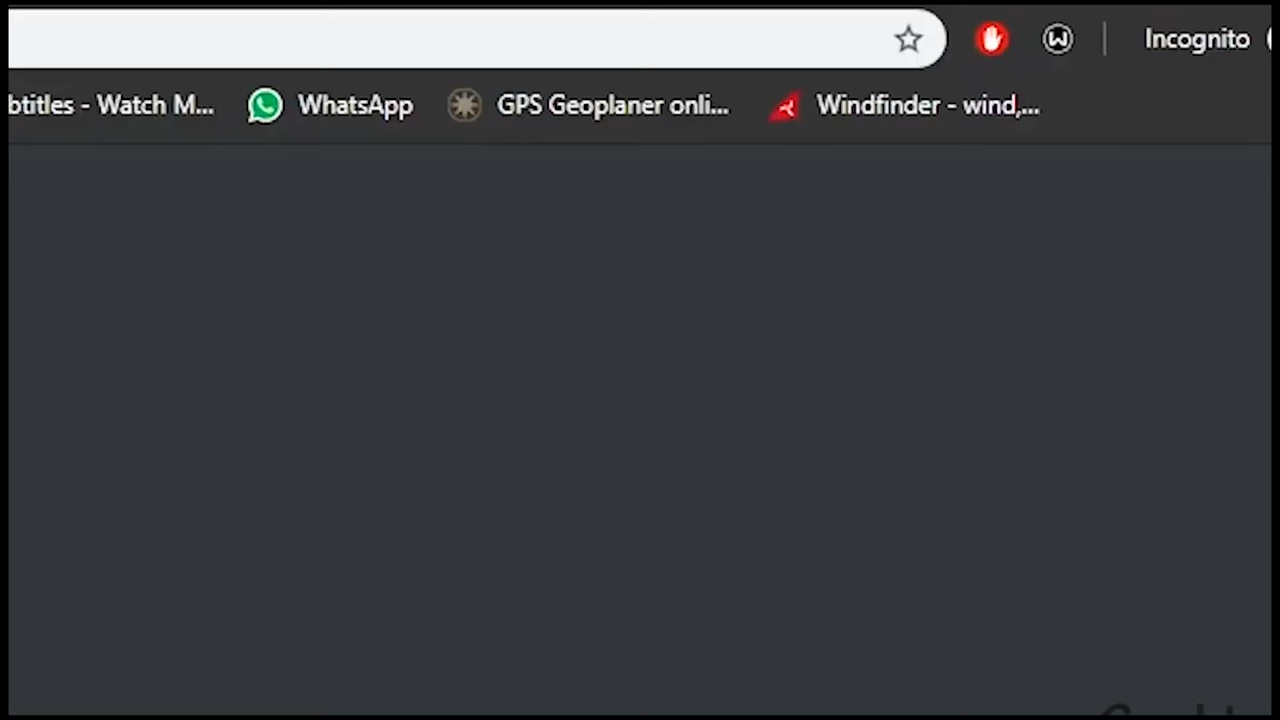 Incognito
btitles - Watch M...
WhatsApp
GPS Geoplaner onli...
Windfinder - wind,...